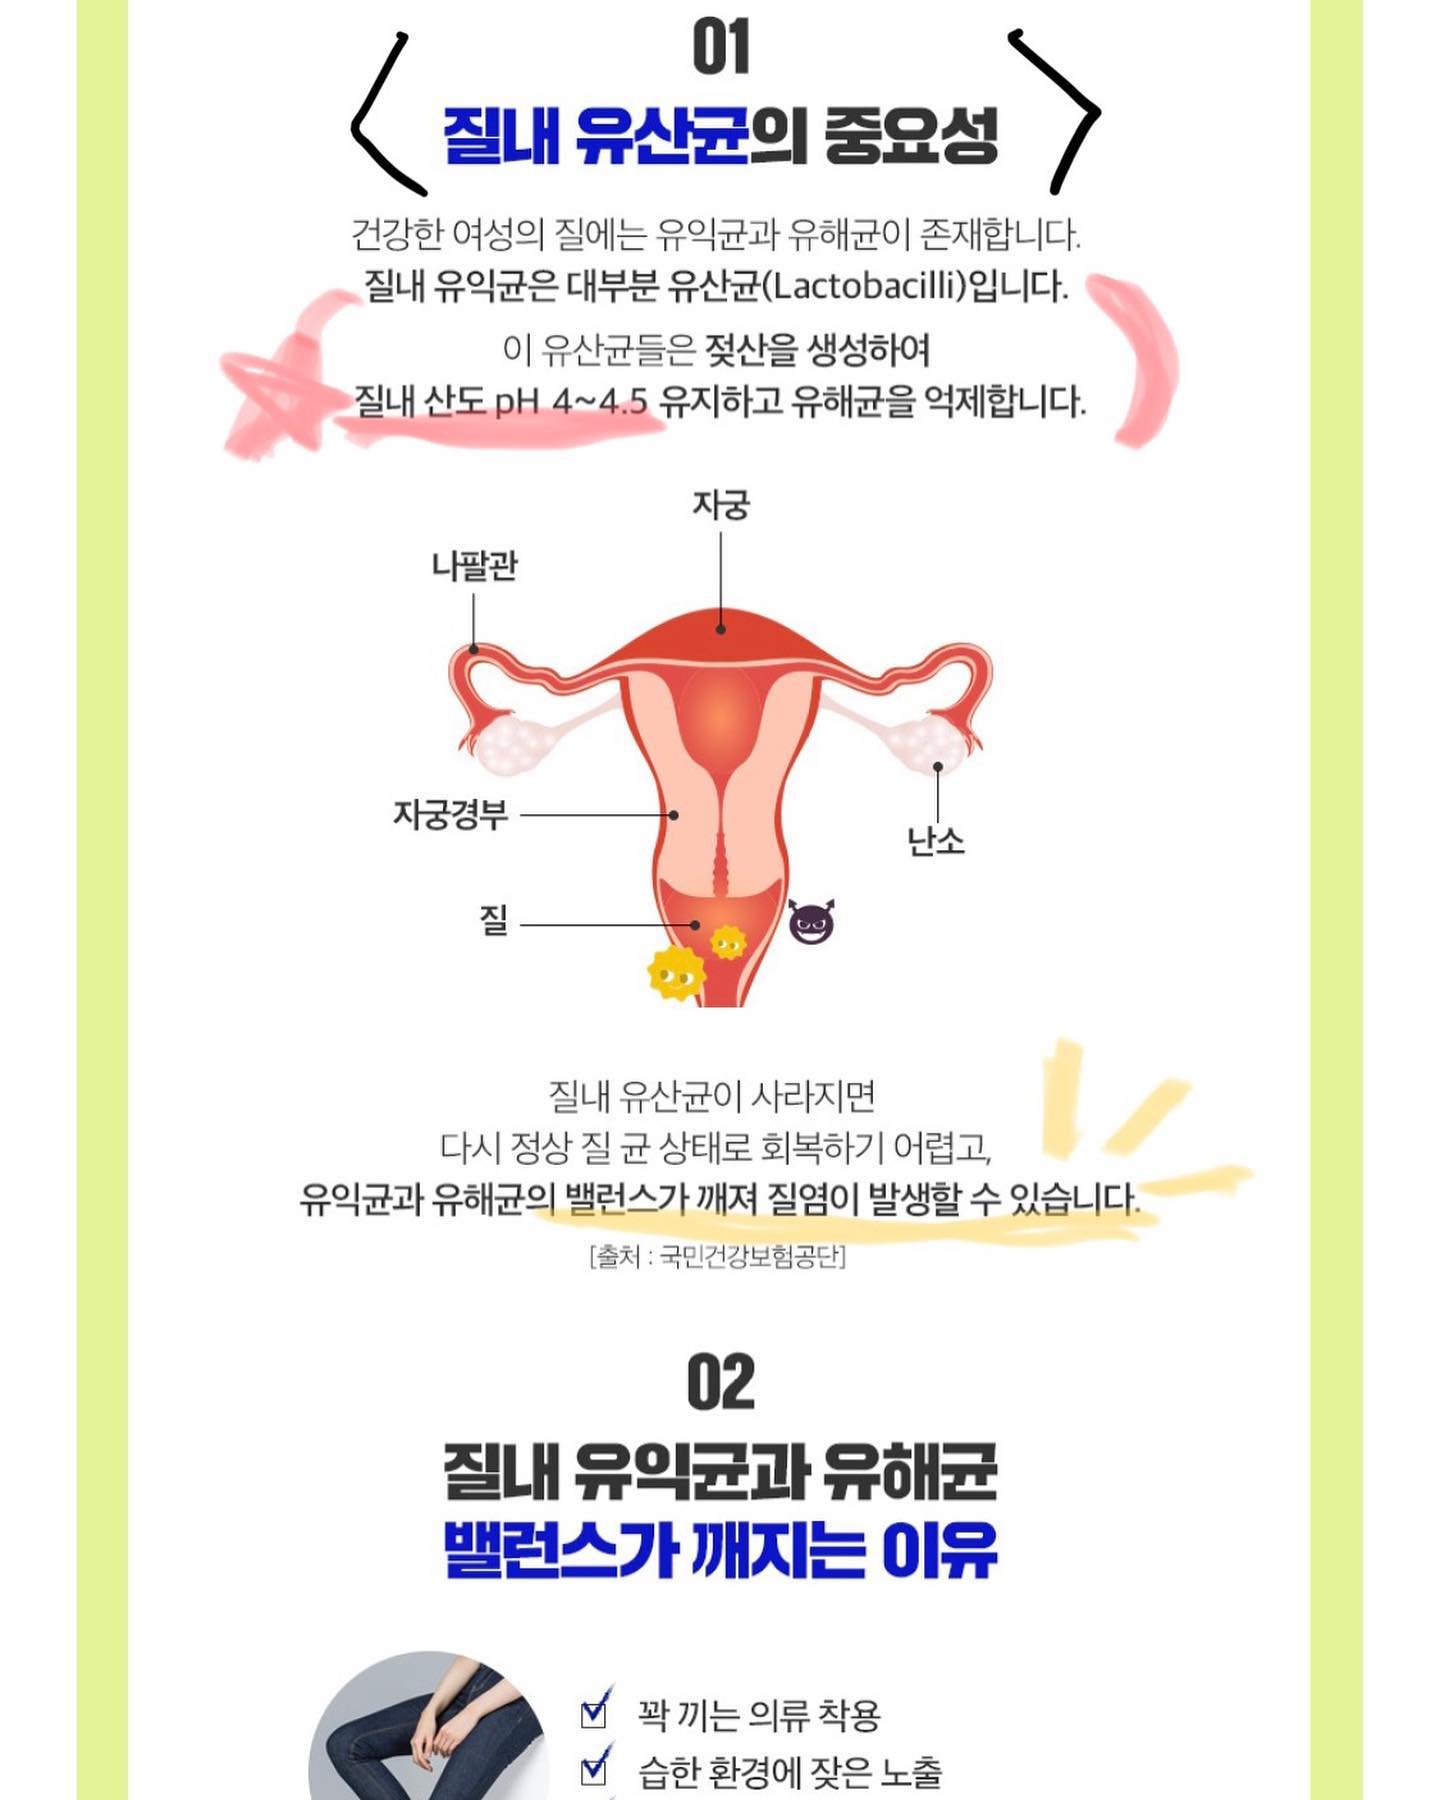 01
질내 유산균의 중요성
건강한 여성의 질에는 유익균과 유해균이 존재합니다.
질내 유익균은 대부분 유산균(Lactobacilli)입니다.
이 유산균들은 젖산을 생성하여
질내 산도 pH 4~4.5 유지하고 유해균을 억제합니다.
자궁
나팔관
자궁경부
난소
질
질내 유산균이 사라지면
다시 정상 질 균 상태로 회복하기 어렵고,
유익균과 유해균의 밸런스가 깨져 질염이 발생할 수 있습니다.
[출처 : 국민건강보험공단]
02
질내 유익균과 유해균
밸런스가 깨지는 이유
꽉 끼는 의류 착용
습한 환경에 잦은 노출